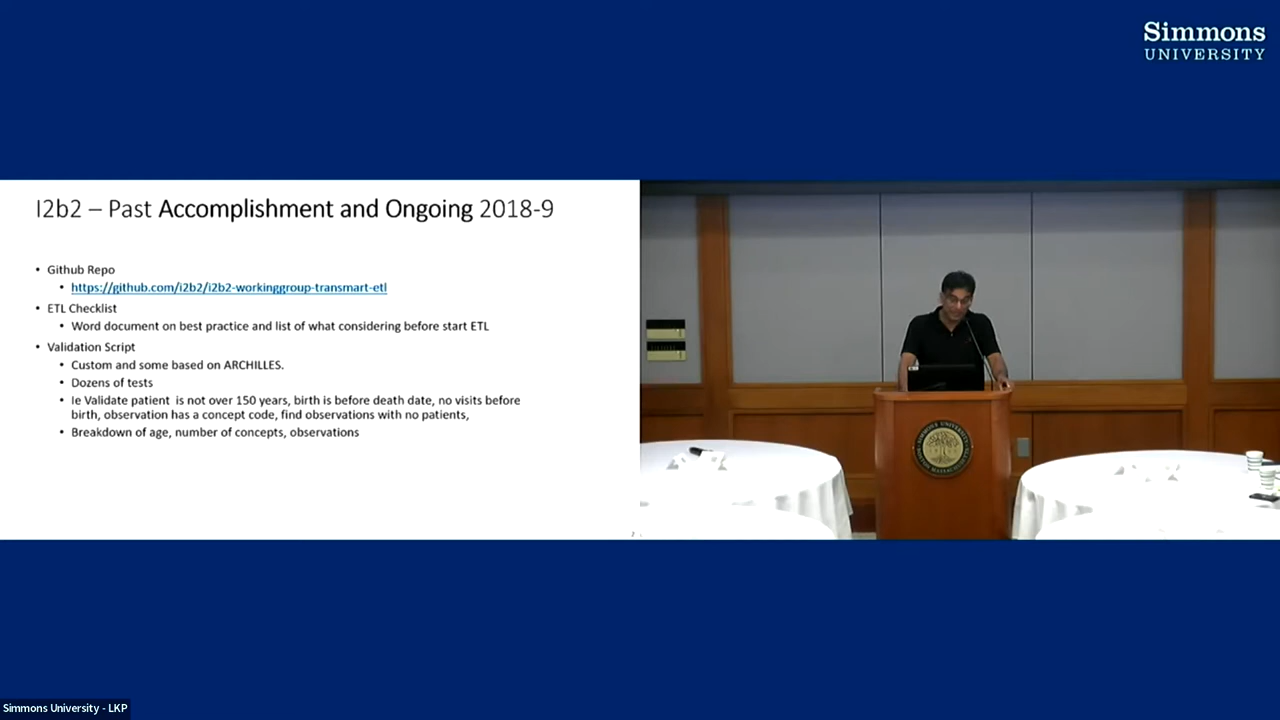 Simmons
UNIVERSITY
I2b2 – Past Accomplishment and Ongoing 2018-9
• Github Repo
• https://github.com/i2b2/i2b2-workinggroup-transmart-etl
• ETL Checklist
• Word document on best practice and list of what considering before start ETL
• Validation Script
• Custom and some based on ARCHILLES.
• Dozens of tests
• Ie Validate patient is not over 150 years, birth is before death date, no visits before
birth, observation has a concept code, find observations with no patients,
• Breakdown of age, number of concepts, observations
SIMMONS UNIVERSITY
BOSTON MASSACHUSETTS
Simmons University - LKP